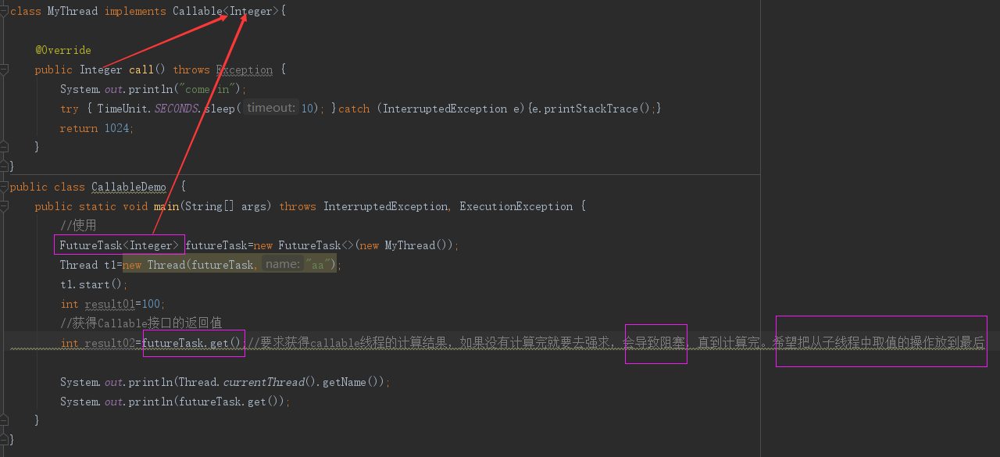 class MyThread implements Callable<Integer>{
@Override
public Integer call() throws Exception {
System.out.println("come in");
try { TimeUnit.SECONDS.sleep( timeout: 10); }catch (InterruptedException e){e.printStackTrace();}
return 1024;
}
}
public class CallableDemo {
public static void main(String[] args) throws InterruptedException, ExecutionException {
//使用
FutureTask<Integer> futureTask=new FutureTask<>(new MyThread());
Thread t1=new Thread(futureTask, name: "aa");
t1.start();
int result01=100;
//获得Callable接口的返回值
int result02=futureTask.get();//要求获得callable线程的计算结果, 如果没有计算完就要去强求, 会导致阻塞, 直到计算完。希望把从子线程中取值的操作放到最后
System.out.println(Thread.currentThread().getName());
System.out.println(futureTask.get());
}
}